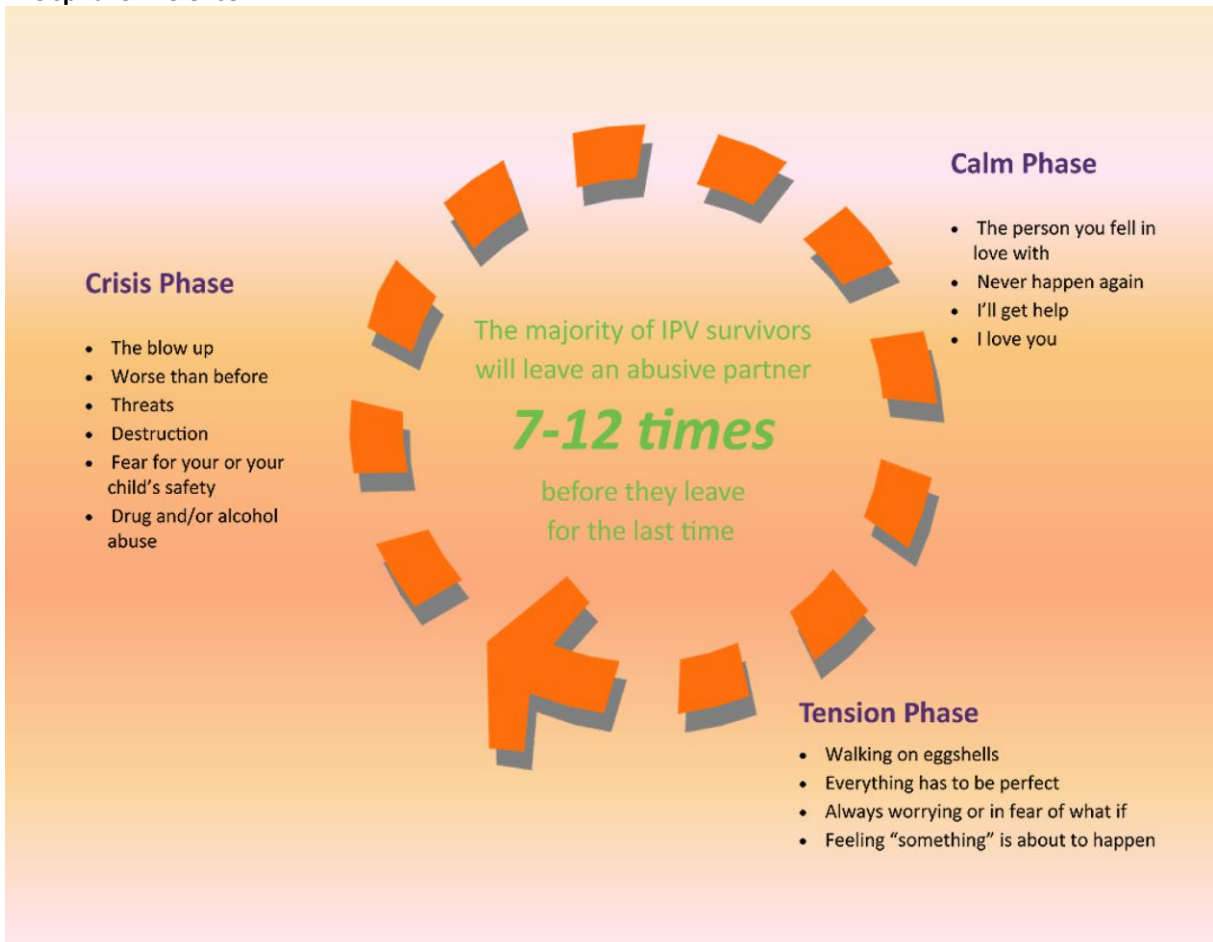 Crisis Phase
• The blow up
• Worse than before
• Threats
• Destruction
• Fear for your or your
child's safety
• Drug and/or alcohol
abuse
The majority of IPV survivors
will leave an abusive partner
7-12 times
before they leave
for the last time
Calm Phase
• The person you fell in
love with
• Never happen again
• I'll get help
• I love you
Tension Phase
• Walking on eggshells
• Everything has to be perfect
• Always worrying or in fear of what if
• Feeling “something” is about to happen